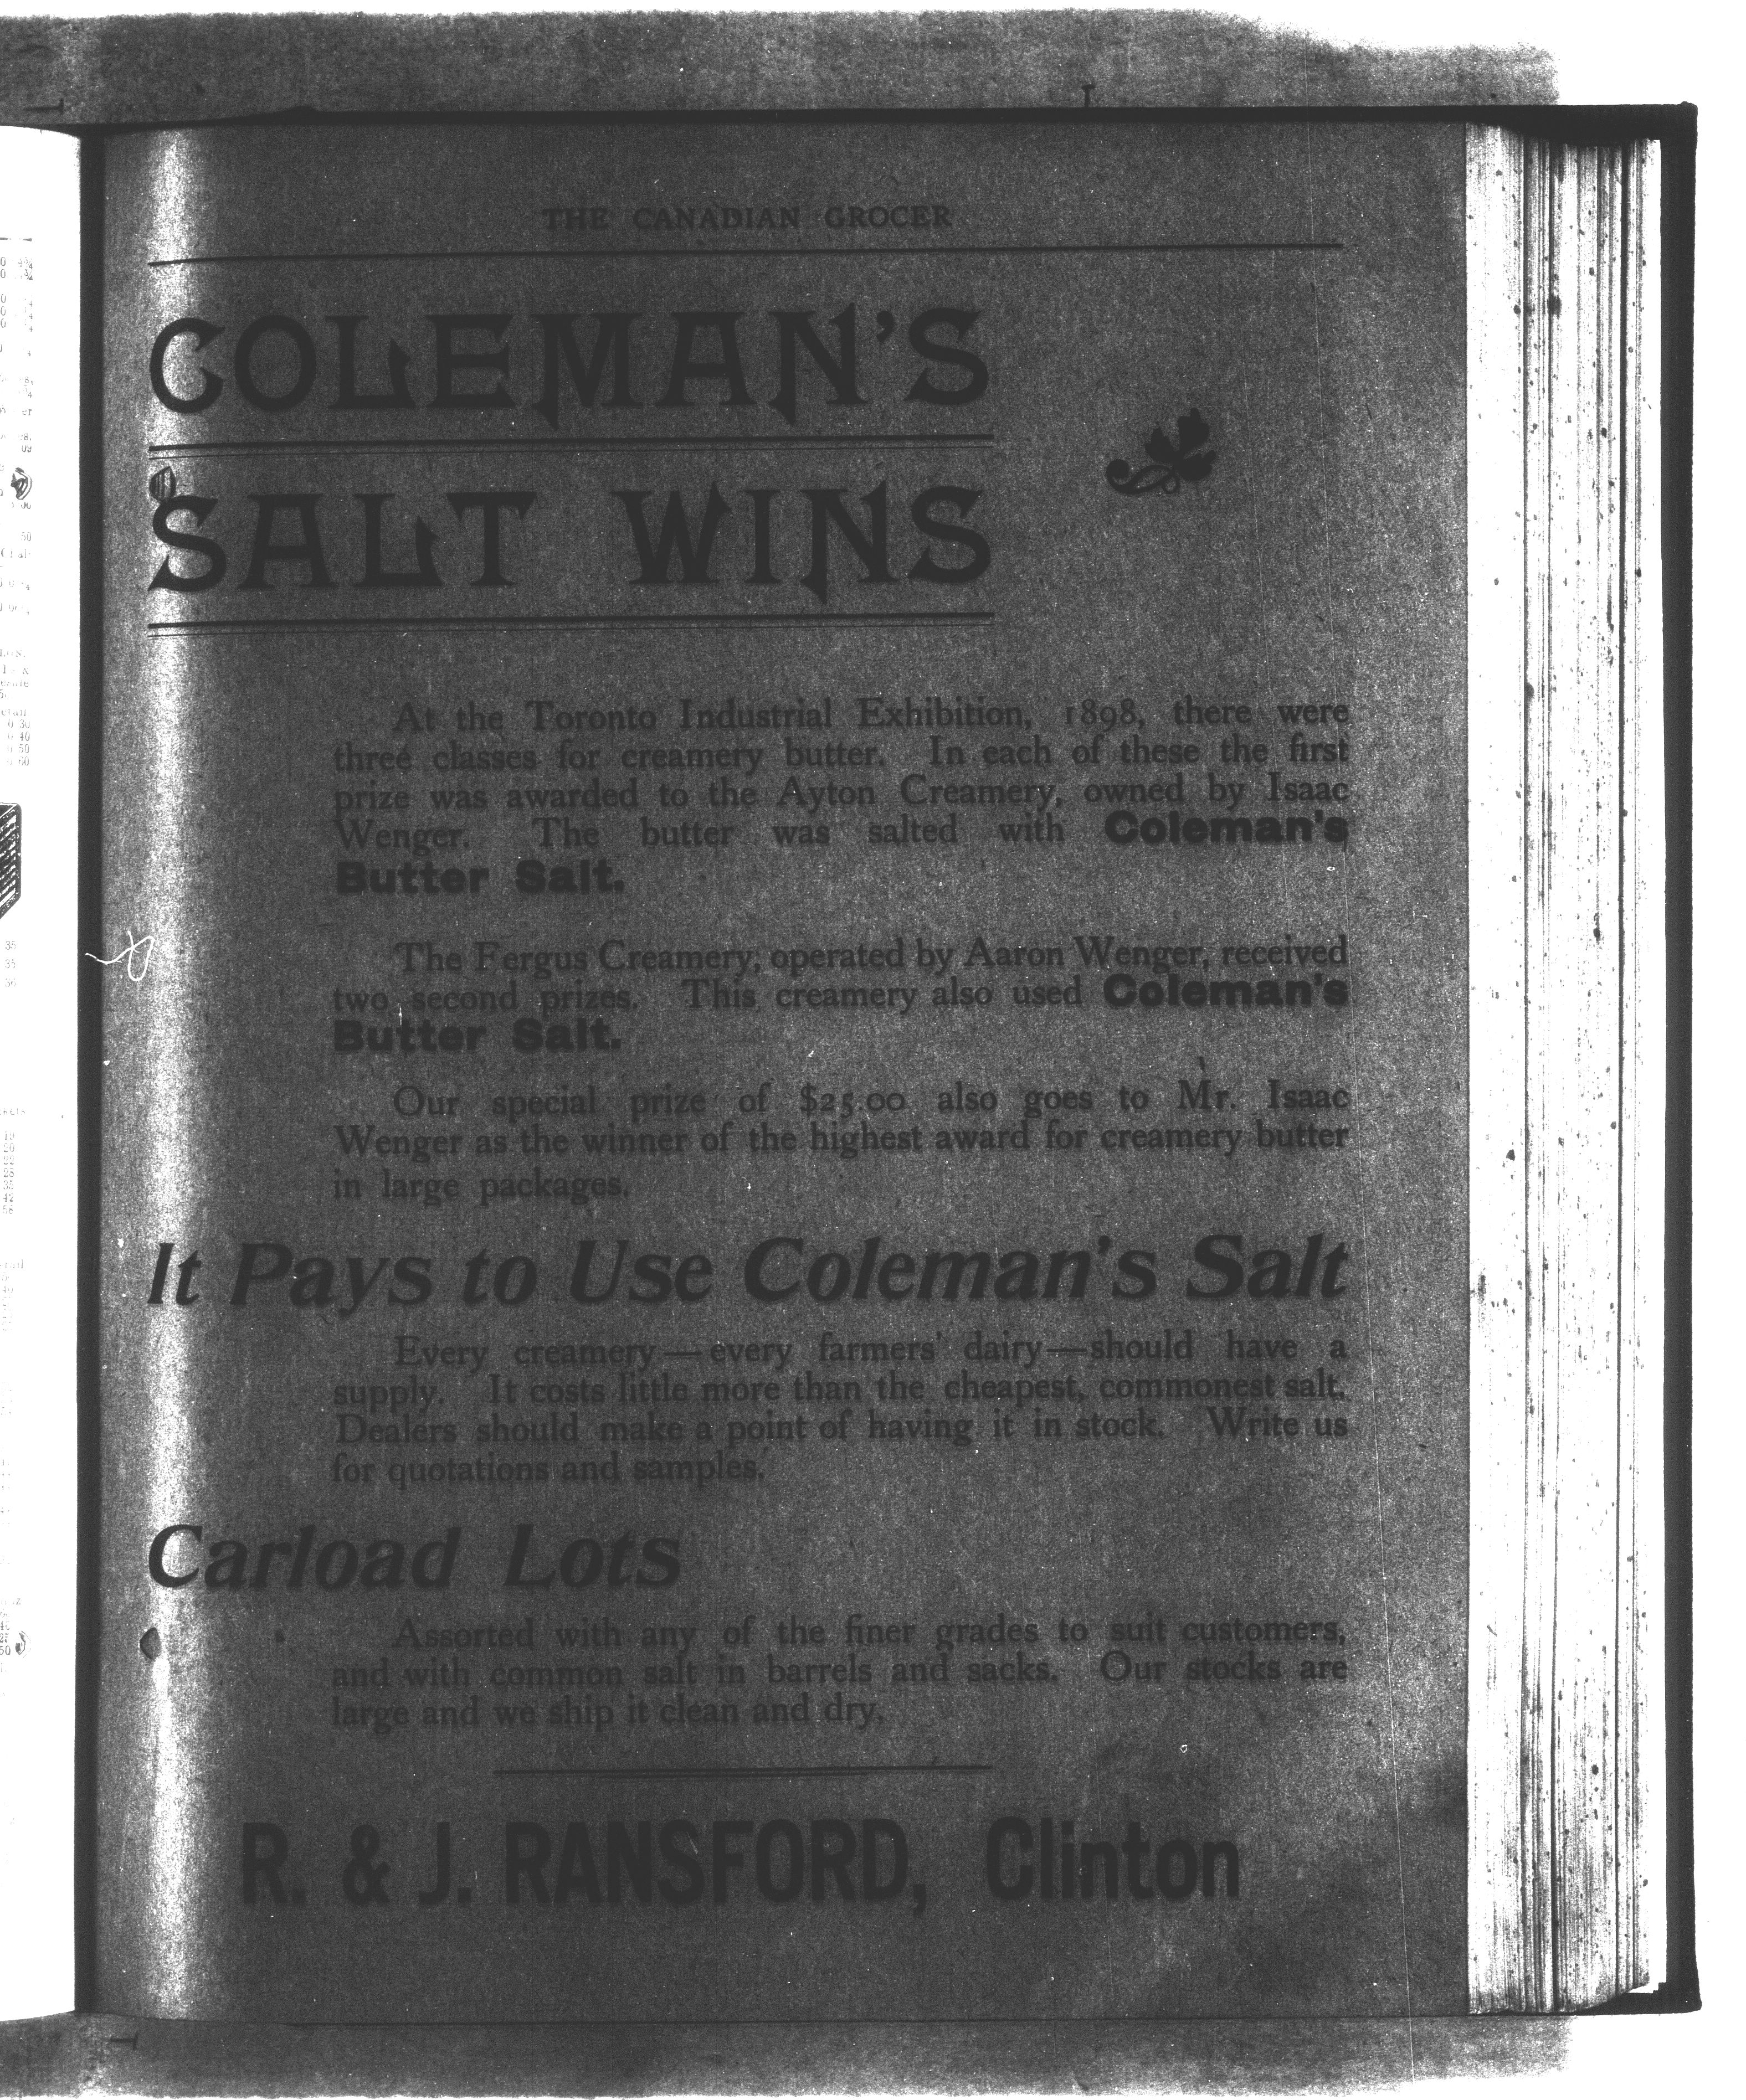 THE CANADIAN GROCER
COLEMAN'S
SALT WINS
At the Toronto Industrial Exhibition, 1898, there were
three classes for creamery butter. In each of these the first
prize was awarded to the Ayton Creamery, owned by Isaac
Wenger. The butter was salted with Coleman's
Butter Salt.
The Fergus Creamery, operated by Aaron Wenger, received
two second prizes. This creamery also used Coleman's
Butter Salt.
Our special prize of $25.00 also goes to Mr. Isaac
Wenger as the winner of the highest award for creamery butter
in large packages.
It Pays to Use Coleman's Salt
Every creamery—every farmers' dairy—should have a
supply. It costs little more than the cheapest, commonest salt.
Dealers should make a point of having it in stock. Write us
for quotations and samples.
Carload Lots
Assorted with any of the finer grades to suit customers,
and with common salt in barrels and sacks. Our stocks are
large and we ship it clean and dry.
R. & J. RANSFORD, Clinton